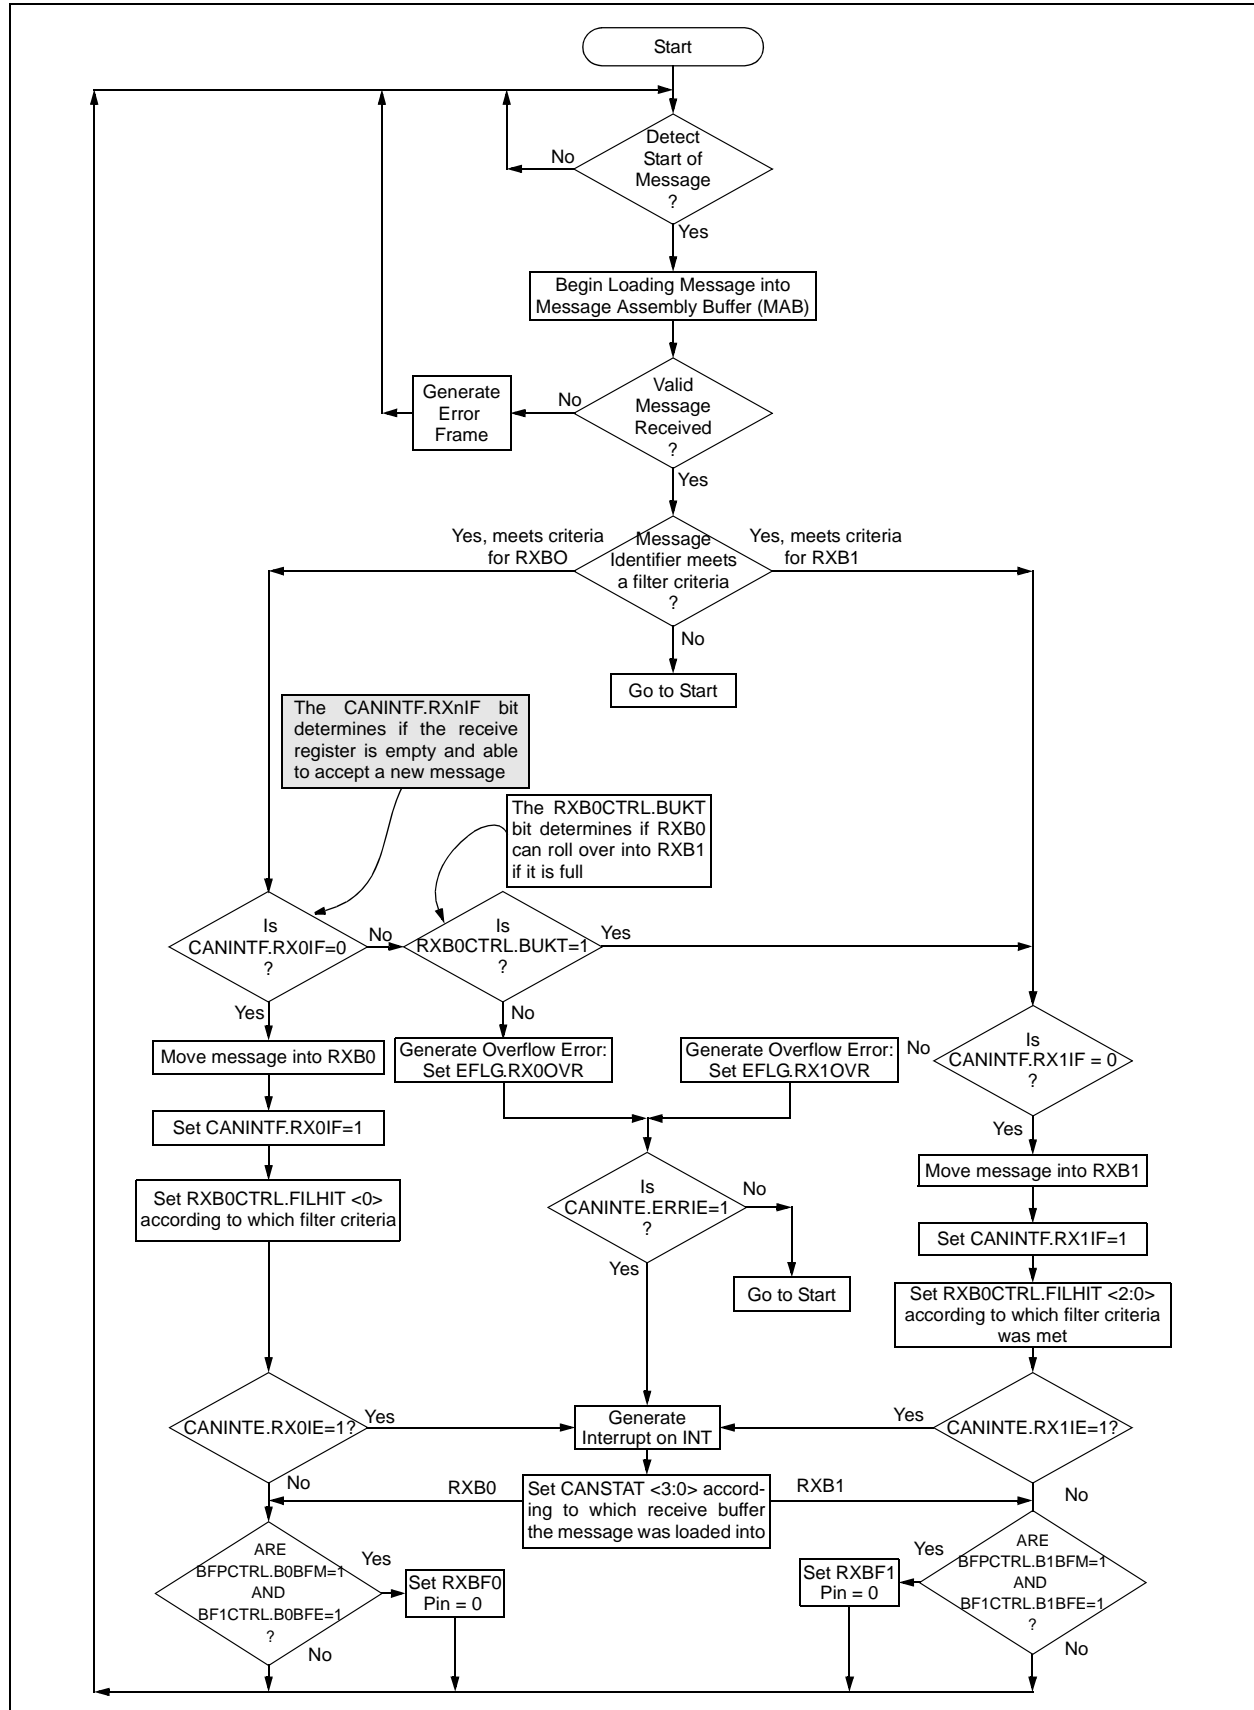 Start
Detect
Start of
Message
?
No
Yes
Begin Loading Message into
Message Assembly Buffer (MAB)
Generate
Error
Frame
No
Valid
Message
Received
?
Yes
Yes, meets criteria
for RXBO
Message
Identifier meets
a filter criteria
?
Yes, meets criteria
for RXB1
No
Go to Start
The CANINTF.RXnIF bit
determines if the receive
register is empty and able
to accept a new message
The RXB0CTRL.BUKT
bit determines if RXB0
can roll over into RXB1
if it is full
Is
CANINTF.RX0IF=0
?
No
Is
RXB0CTRL.BUKT=1
?
Yes
Yes
No
Move message into RXB0
Generate Overflow Error:
Set EFLG.RX0OVR
Generate Overflow Error:
Set EFLG.RX1OVR
No
Is
CANINTF.RX1IF = 0
?
Set CANINTF.RX0IF=1
Yes
Set RXB0CTRL.FILHIT <0>
according to which filter criteria
Is
CANINTE.ERRIE=1
?
No
Yes
Go to Start
Move message into RXB1
Set CANINTF.RX1IF=1
Set RXB0CTRL.FILHIT <2:0>
according to which filter criteria
was met
CANINTE.RX0IE=1?
Yes
Generate
Interrupt on INT
Yes
CANINTE.RX1IE=1?
No
RXB0
Set CANSTAT <3:0> accord-
ing to which receive buffer
the message was loaded into
RXB1
No
ARE
BFPCTRL.B0BFM=1
AND
BF1CTRL.B0BFE=1
?
Yes
Set RXBF0
Pin = 0
No
Set RXBF1
Pin = 0
Yes
ARE
BFPCTRL.B1BFM=1
AND
BF1CTRL.B1BFE=1
?
No